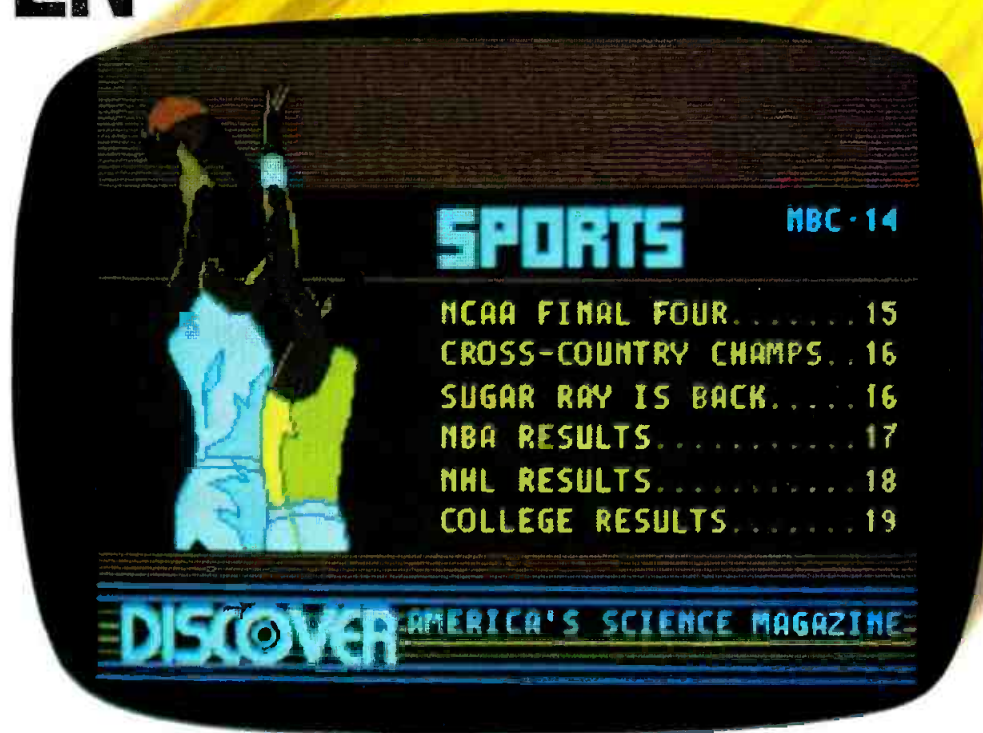 EN
SPORTS
NBC-14
NCAA FINAL FOUR.......15
CROSS-COUNTRY CHAMPS..16
SUGAR RAY IS BACK.....16
NBA RESULTS...........17
NHL RESULTS...........18
COLLEGE RESULTS.......19
DISCOVER AMERICA'S SCIENCE MAGAZINE